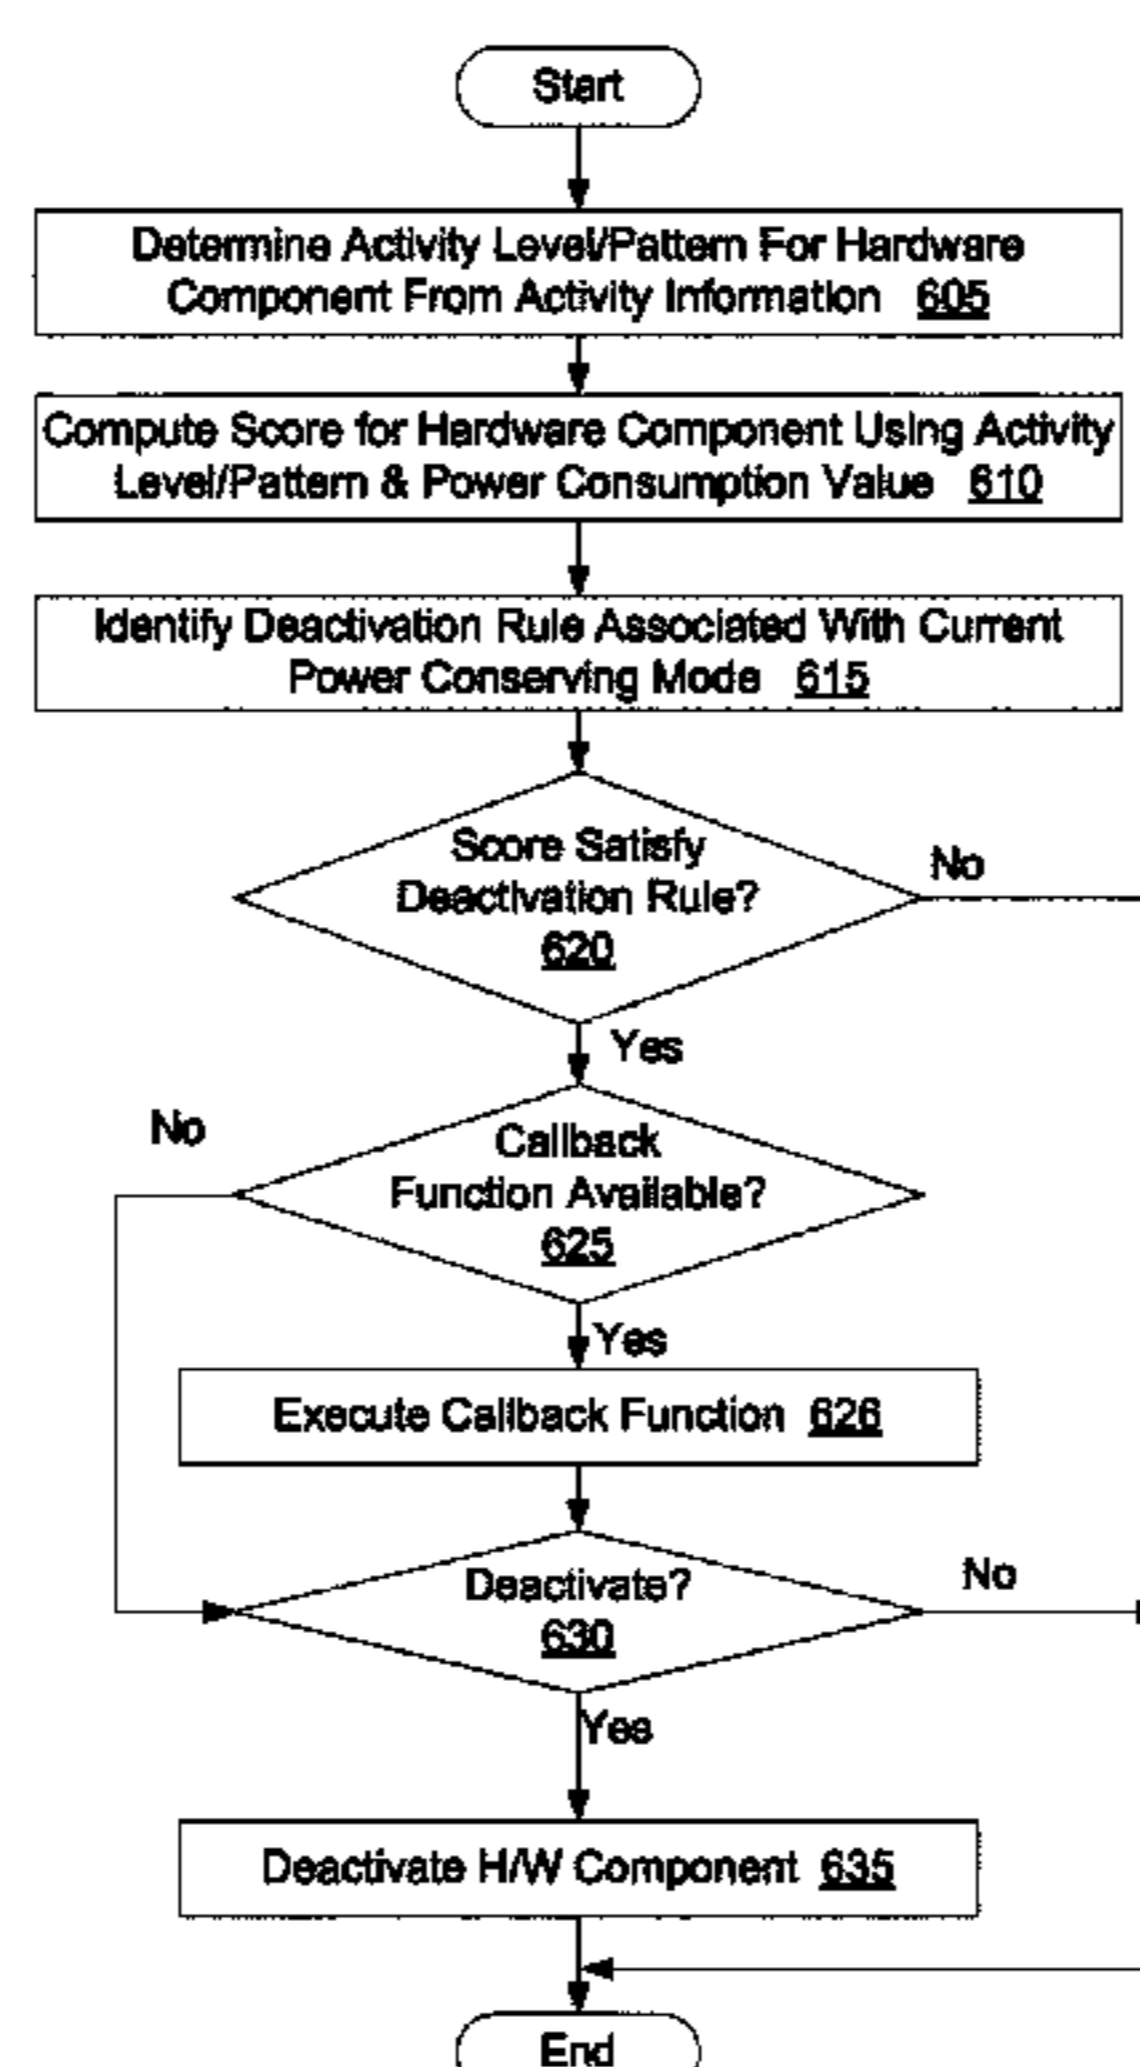 Start
Determine Activity Level/Pattern For Hardware
Component From Activity Information 605
Compute Score for Hardware Component Using Activity
Level/Pattern & Power Consumption Value 610
Identify Deactivation Rule Associated With Current
Power Conserving Mode 615
Score Satisfy
Deactivation Rule?
620
No
Yes
No
Callback
Function Available?
625
Yes
Execute Callback Function 626
Deactivate?
630
No
Yes
Deactivate H/W Component 635
End